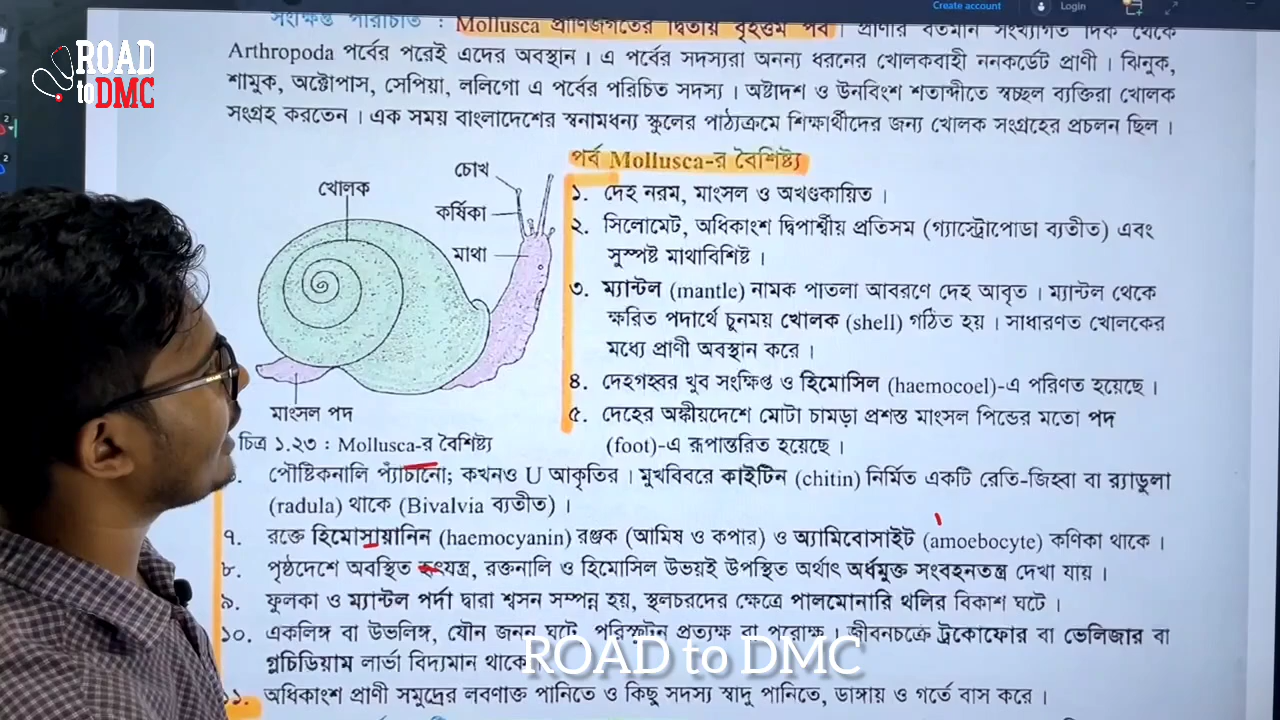 Create account
Login
ROAD
to DMC
সংক্ষিপ্ত পরিচিতি : Mollusca প্রাণিজগতের দ্বিতীয় বৃহত্তম পর্ব। প্রাণীর বর্তমান সংখ্যাগত দিক থেকে
Arthropoda পর্বের পরেই এদের অবস্থান। এ পর্বের সদস্যরা অনন্য ধরনের খোলকবাহী ননকর্ডেট প্রাণী। ঝিনুক,
শামুক, অক্টোপাস, সেপিয়া, ললিগো এ পর্বের পরিচিত সদস্য। অষ্টাদশ ও উনবিংশ শতাব্দীতে স্বচ্ছল ব্যক্তিরা খোলক
সংগ্রহ করতেন। এক সময় বাংলাদেশের স্বনামধন্য স্কুলের পাঠ্যক্রমে শিক্ষার্থীদের জন্য খোলক সংগ্রহের প্রচলন ছিল।
চোখ
খোলক
কর্ষিকা
মাথা
মাংসল পদ
চিত্র ১.২৩ : Mollusca-র বৈশিষ্ট্য
পর্ব Mollusca-র বৈশিষ্ট্য
১. দেহ নরম, মাংসল ও অখণ্ডকায়িত।
২. সিলোমেট, অধিকাংশ দ্বিপার্শ্বীয় প্রতিসম (গ্যাস্ট্রোপোডা ব্যতীত) এবং
সুস্পষ্ট মাথাবিশিষ্ট।
৩. ম্যান্টল (mantle) নামক পাতলা আবরণে দেহ আবৃত। ম্যান্টল থেকে
ক্ষরিত পদার্থে চুনময় খোলক (shell) গঠিত হয়। সাধারণত খোলকের
মধ্যে প্রাণী অবস্থান করে।
৪. দেহগহ্বর খুব সংক্ষিপ্ত ও হিমোসিল (haemocoel)-এ পরিণত হয়েছে।
৫. দেহের অঙ্কীয়দেশে মোটা চামড়া প্রশস্ত মাংসল পিন্ডের মতো পদ
(foot)-এ রূপান্তরিত হয়েছে।
পৌষ্টিকনালি প্যাঁচানো; কখনও U আকৃতির। মুখবিবরে কাইটিন (chitin) নির্মিত একটি রেতি-জিহ্বা বা র‍্যাডুলা
(radula) থাকে (Bivalvia ব্যতীত)।
৭. রক্তে হিমোসায়ানিন (haemocyanin) রঞ্জক (আমিষ ও কপার) ও অ্যামিবোসাইট (amoebocyte) কণিকা থাকে।
৮. পৃষ্ঠদেশে অবস্থিত হৃৎযন্ত্র, রক্তনালি ও হিমোসিল উভয়ই উপস্থিত অর্থাৎ অর্ধমুক্ত সংবহনতন্ত্র দেখা যায়।
৯. ফুলকা ও ম্যান্টল পর্দা দ্বারা শ্বসন সম্পন্ন হয়, স্থলচরদের ক্ষেত্রে পালমোনারি থলির বিকাশ ঘটে।
১০. একলিঙ্গ বা উভলিঙ্গ, যৌন জনন ঘটে, পরিস্ফুটন প্রত্যক্ষ বা পরোক্ষ। জীবনচক্রে ট্রকোফোর বা ভেলিজার বা
গ্লচিডিয়াম লার্ভা বিদ্যমান থাকে
ROAD to DMC
১১. অধিকাংশ প্রাণী সমুদ্রের লবণাক্ত পানিতে ও কিছু সদস্য স্বাদু পানিতে, ডাঙ্গায় ও গর্তে বাস করে।